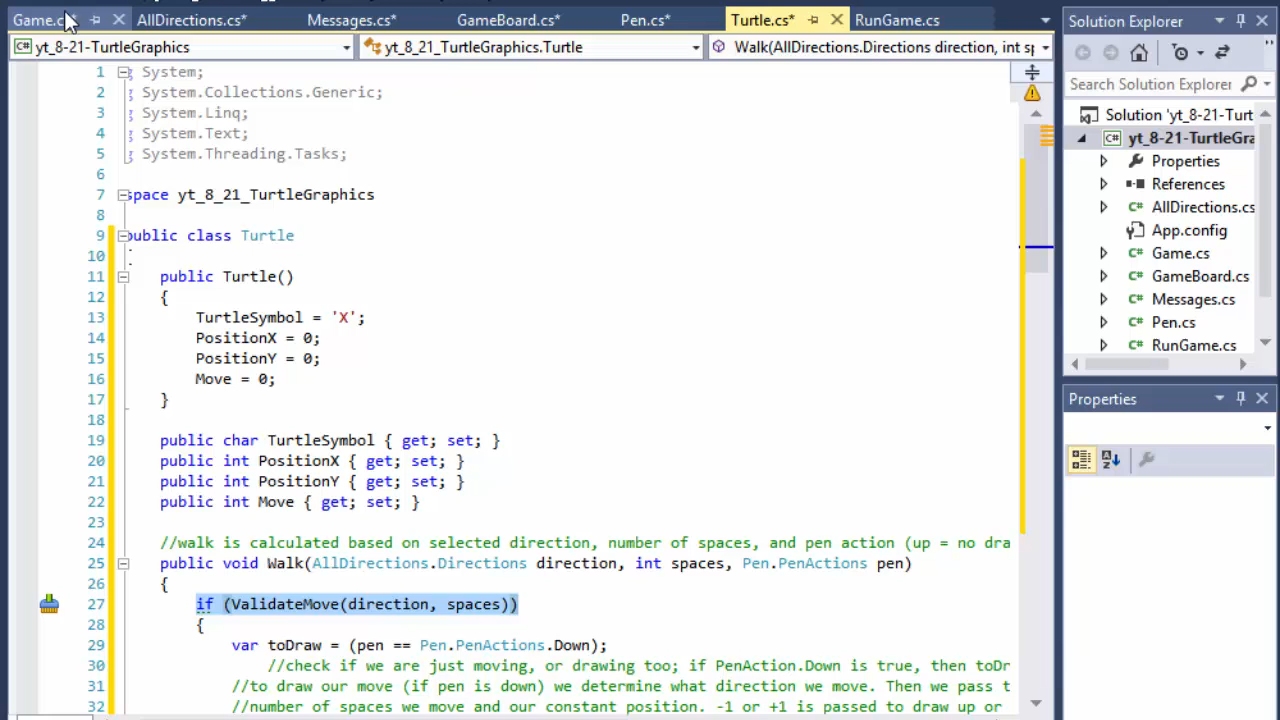 Game.cs* AllDirections.cs* Messages.cs* GameBoard.cs* Pen.cs* Turtle.cs* RunGame.cs
yt_8-21-TurtleGraphics yt_8_21_TurtleGraphics.Turtle Walk(AllDirections.Directions direction, int sp
Solution Explorer
Search Solution Explorer
Solution 'yt_8-21-Turt
yt_8-21-TurtleGra
Properties
References
AllDirections.cs
App.config
Game.cs
GameBoard.cs
Messages.cs
Pen.cs
RunGame.cs
Properties
1 ; System;
2 ; System.Collections.Generic;
3 ; System.Linq;
4 ; System.Text;
5 ; System.Threading.Tasks;
6
7 space yt_8_21_TurtleGraphics
8
9 public class Turtle
10
11 public Turtle()
12 {
13 TurtleSymbol = 'X';
14 PositionX = 0;
15 PositionY = 0;
16 Move = 0;
17 }
18
19 public char TurtleSymbol { get; set; }
20 public int PositionX { get; set; }
21 public int PositionY { get; set; }
22 public int Move { get; set; }
23
24 //walk is calculated based on selected direction, number of spaces, and pen action (up = no dra
25 public void Walk(AllDirections.Directions direction, int spaces, Pen.PenActions pen)
26 {
27 if (ValidateMove(direction, spaces))
28 {
29 var toDraw = (pen == Pen.PenActions.Down);
30 //check if we are just moving, or drawing too; if PenAction.Down is true, then toDr
31 //to draw our move (if pen is down) we determine what direction we move. Then we pass t
32 //number of spaces we move and our constant position. -1 or +1 is passed to draw up or